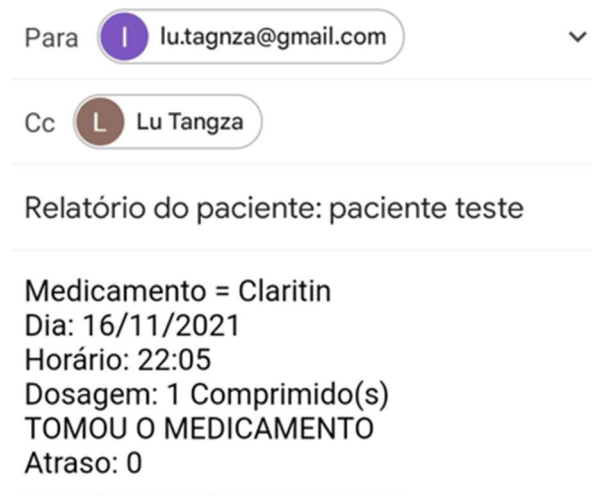 Para I lu.tagnza@gmail.com
Cc L Lu Tangza
Relatório do paciente: paciente teste
Medicamento = Claritin
Dia: 16/11/2021
Horário: 22:05
Dosagem: 1 Comprimido(s)
TOMOU O MEDICAMENTO
Atraso: 0